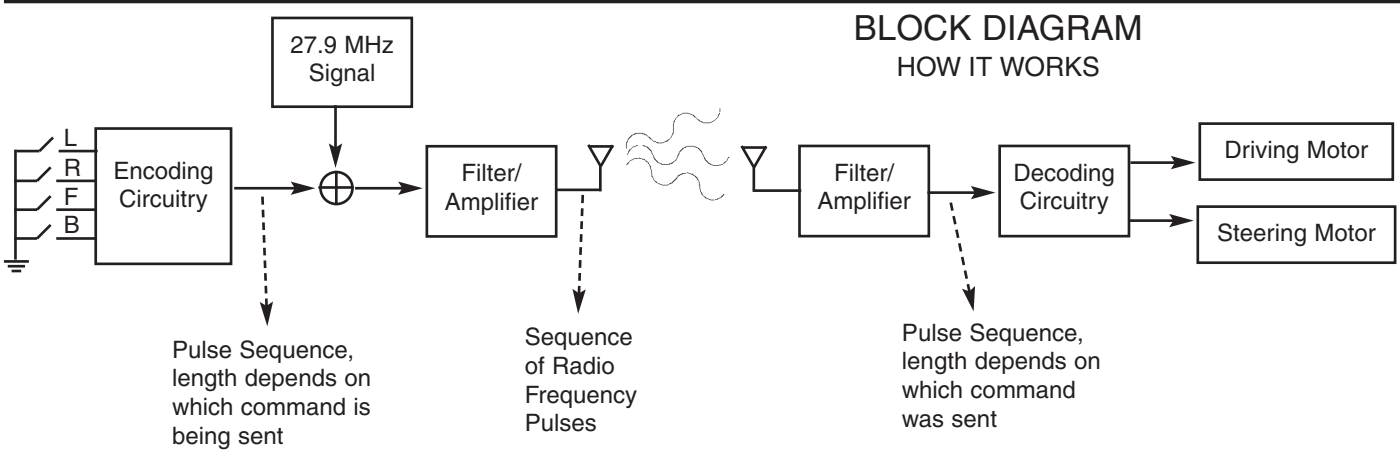 BLOCK DIAGRAM
HOW IT WORKS
27.9 MHz
Signal
L
R
F
B
Encoding
Circuitry
Filter/
Amplifier
Filter/
Amplifier
Decoding
Circuitry
Driving Motor
Steering Motor
Pulse Sequence,
length depends on
which command is
being sent
Sequence
of Radio
Frequency
Pulses
Pulse Sequence,
length depends on
which command
was sent